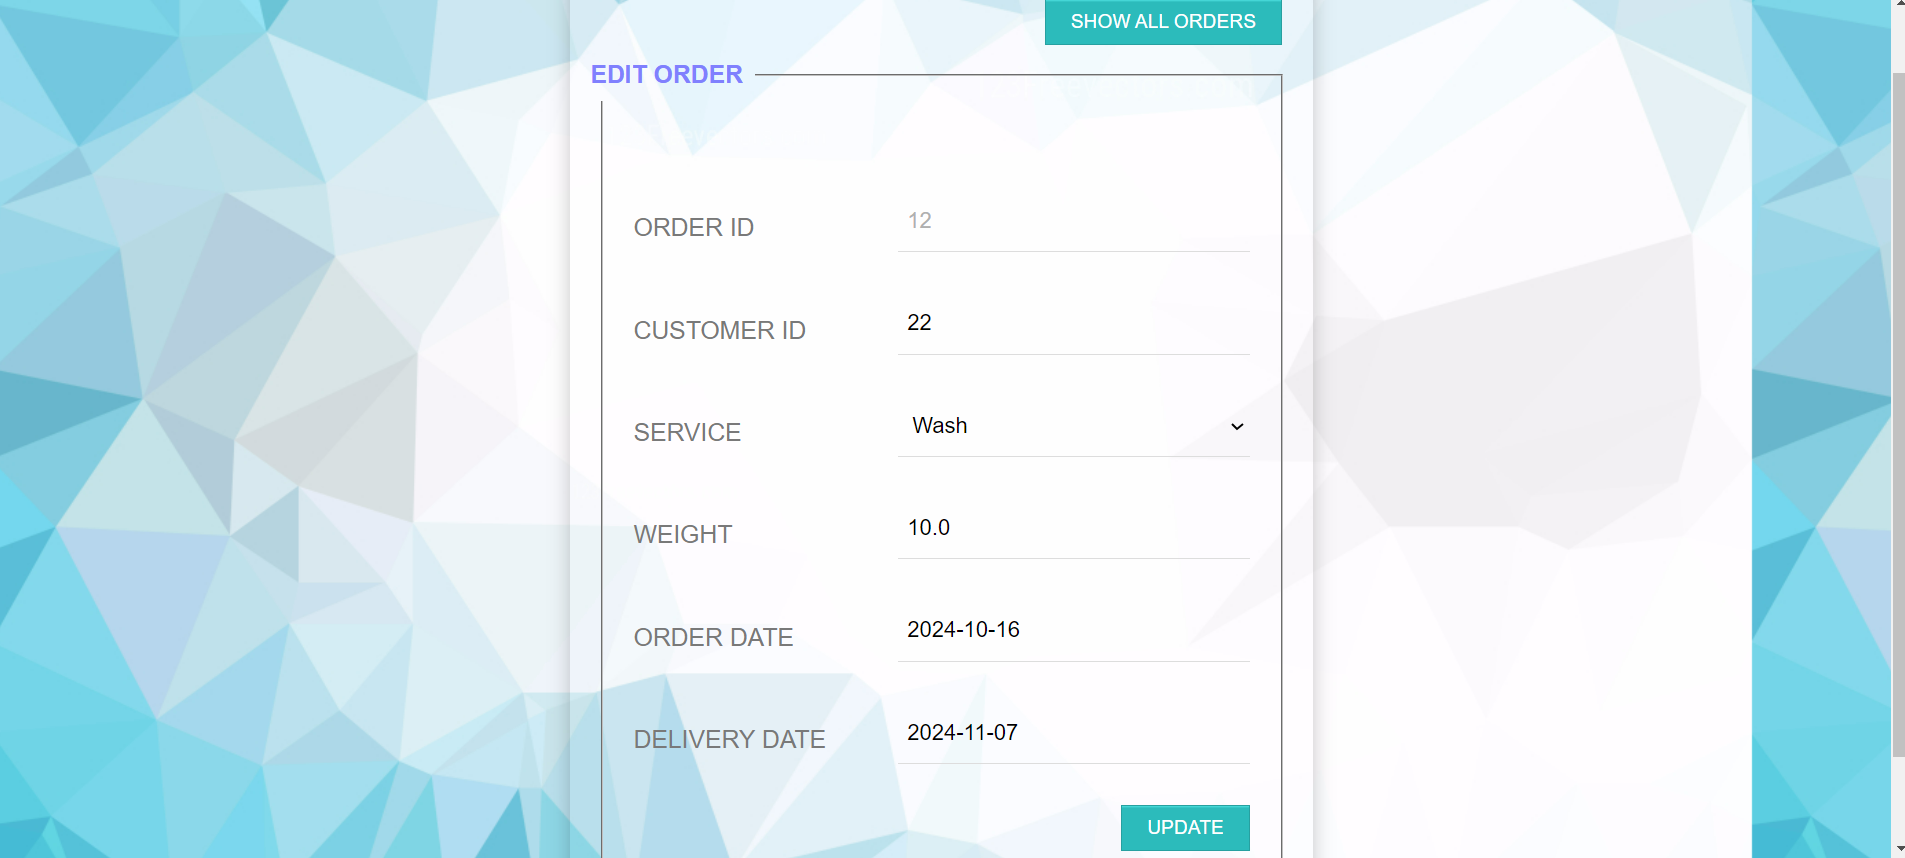 SHOW ALL ORDERS
EDIT ORDER
ORDER ID 12
CUSTOMER ID 22
SERVICE Wash
WEIGHT 10.0
ORDER DATE 2024-10-16
DELIVERY DATE 2024-11-07
UPDATE